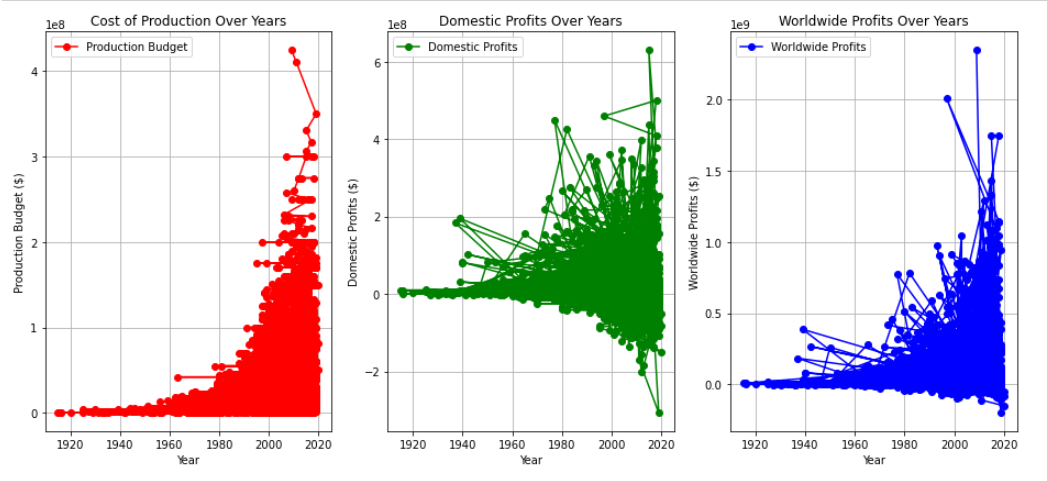 Cost of Production Over Years
1e8
Production Budget
4
3
2
1
0
Production Budget ($)
1920 1940 1960 1980 2000 2020
Year
Domestic Profits Over Years
1e8
Domestic Profits
6
4
2
0
−2
Domestic Profits ($)
1920 1940 1960 1980 2000 2020
Year
Worldwide Profits Over Years
1e9
Worldwide Profits
2.0
1.5
1.0
0.5
0.0
Worldwide Profits ($)
1920 1940 1960 1980 2000 2020
Year